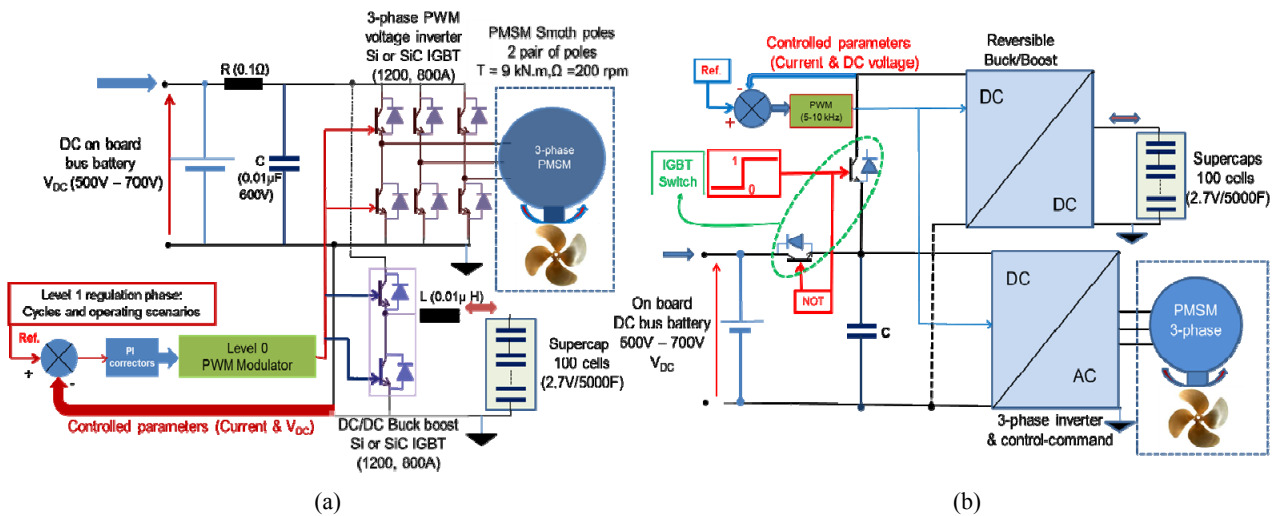 3-phase PWM
voltage inverter
Si or SiC IGBT
(1200, 800A)
PMSM Smoth poles
2 pair of poles
T = 9 kN.m,Ω =200 rpm
R (0.1Ω)
DC on board
bus battery
VDC (500V – 700V)
C
(0.01µF
600V)
3-phase
PMSM
Level 1 regulation phase:
Cycles and operating scenarios
Ref.
+
-
PI
correctors
Level 0
PWM Modulator
L (0.01µ H)
Supercap
100 cells
(2,7V/5000F)
Controlled parameters (Current & VDC)
DC/DC Buck boost
Si or SiC IGBT
(1200, 800A)
(a)
Controlled parameters
(Current & DC voltage)
Reversible
Buck/Boost
Ref.
-
+
PWM
(5-10 kHz)
DC
DC
IGBT
Switch
1
0
Supercaps
100 cells
(2.7V/5000F)
NOT
On board
DC bus battery
500V – 700V
VDC
C
DC
AC
PMSM
3-phase
3-phase inverter
& control-command
(b)